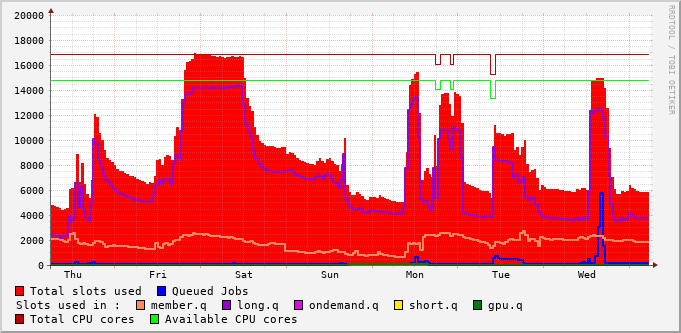 RRDTOOL / TOBI OETIKER
20000
18000
16000
14000
12000
10000
8000
6000
4000
2000
0
Thu Fri Sat Sun Mon Tue Wed
Total slots used Queued Jobs
Slots used in : member.q long.q ondemand.q short.q gpu.q
Total CPU cores Available CPU cores